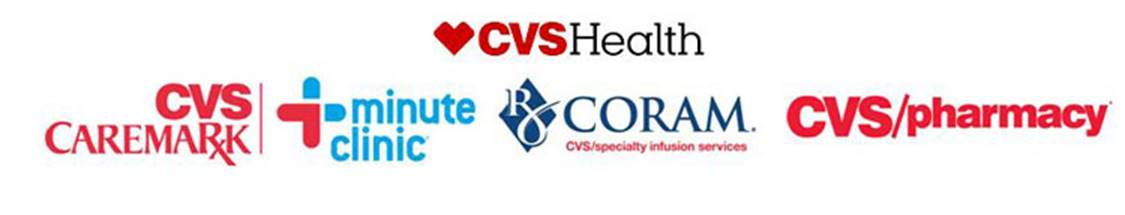 CVSHealth
CVS
CAREMARK
minute
clinic
CORAM.
CVS/specialty infusion services
CVS/pharmacy